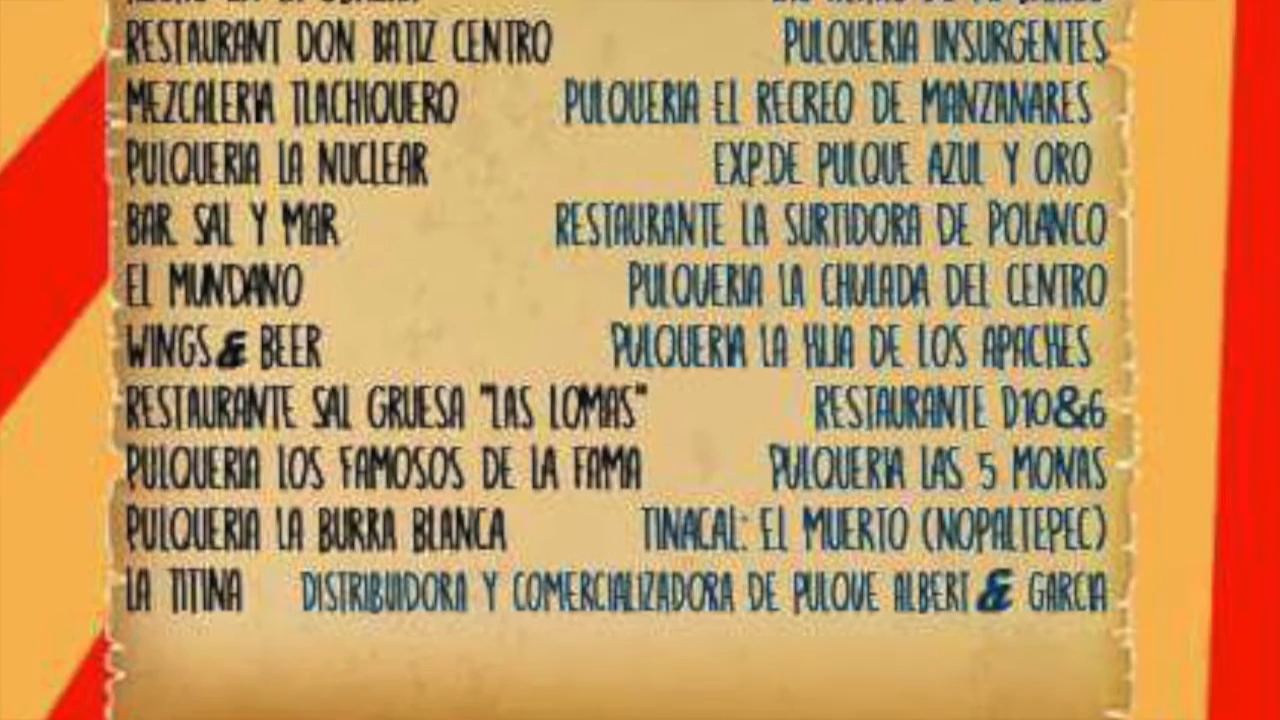 RESTAURANT DON BATIZ CENTRO PULQUERIA INSURGENTES
MEZCALERIA TLACHIQUERO PULQUERIA EL RECREO DE MANZANARES
PULQUERIA LA NUCLEAR EXP.DE PULQUE AZUL Y ORO
BAR SAL Y MAR RESTAURANTE LA SURTIDORA DE POLANCO
EL MUNDANO PULQUERIA LA CHULADA DEL CENTRO
WINGS & BEER PULQUERIA LA HIJA DE LOS APACHES
RESTAURANTE SAL GRUESA "LAS LOMAS" RESTAURANTE D10&6
PULQUERIA LOS FAMOSOS DE LA FAMA PULQUERIA LAS 5 MONAS
PULQUERIA LA BURRA BLANCA TINACAL: EL MUERTO (NOPALTEPEC)
LA TITINA DISTRIBUIDORA Y COMERCIALIZADORA DE PULQUE ALBERT & GARCIA